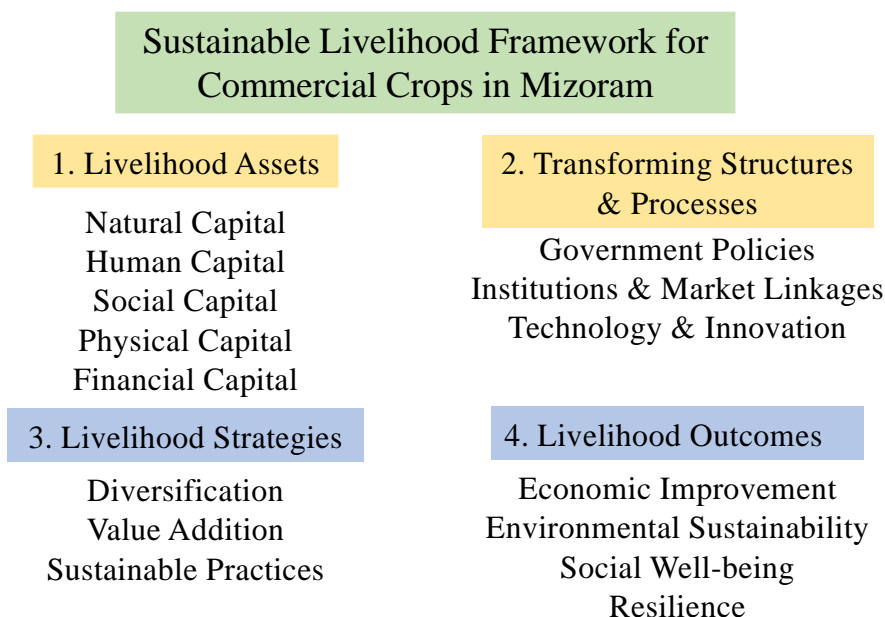 Sustainable Livelihood Framework for
Commercial Crops in Mizoram
1. Livelihood Assets
Natural Capital
Human Capital
Social Capital
Physical Capital
Financial Capital
2. Transforming Structures
& Processes
Government Policies
Institutions & Market Linkages
Technology & Innovation
3. Livelihood Strategies
Diversification
Value Addition
Sustainable Practices
4. Livelihood Outcomes
Economic Improvement
Environmental Sustainability
Social Well-being
Resilience